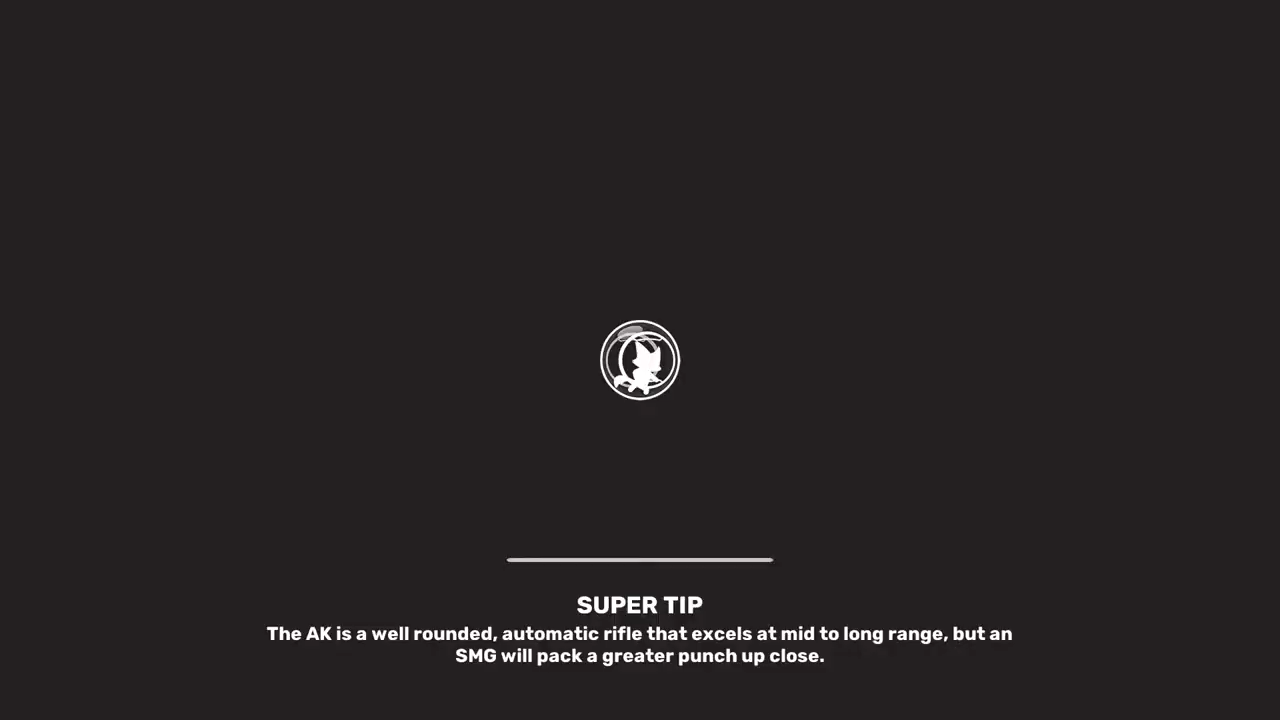 SUPER TIP
The AK is a well rounded, automatic rifle that excels at mid to long range, but an
SMG will pack a greater punch up close.